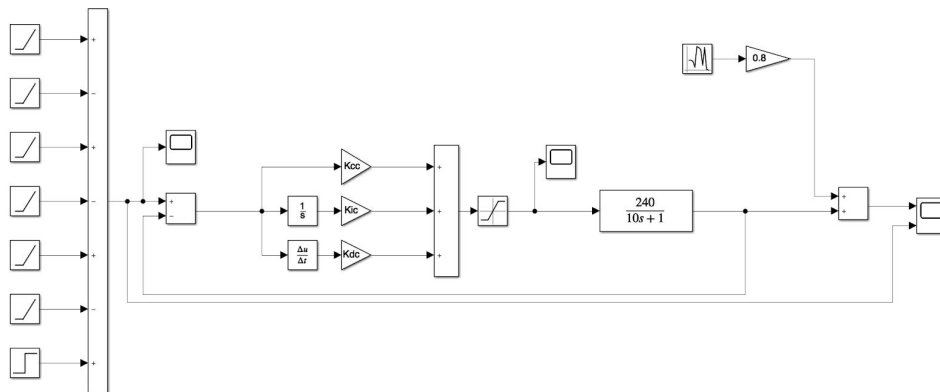 +
−
+
−
+
−
+
+
−
1
s
Δu
Δt
Kcc
Kic
Kdc
+
+
+
240
10s + 1
0.8
+
+